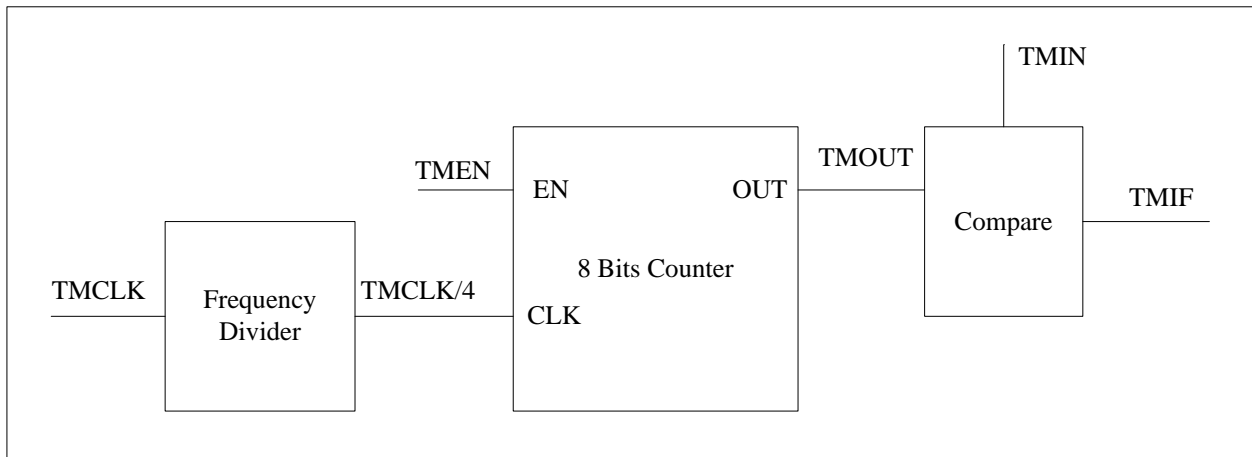 TMIN
TMEN
EN
OUT
TMOUT
Compare
TMIF
8 Bits Counter
TMCLK
Frequency
Divider
TMCLK/4
CLK